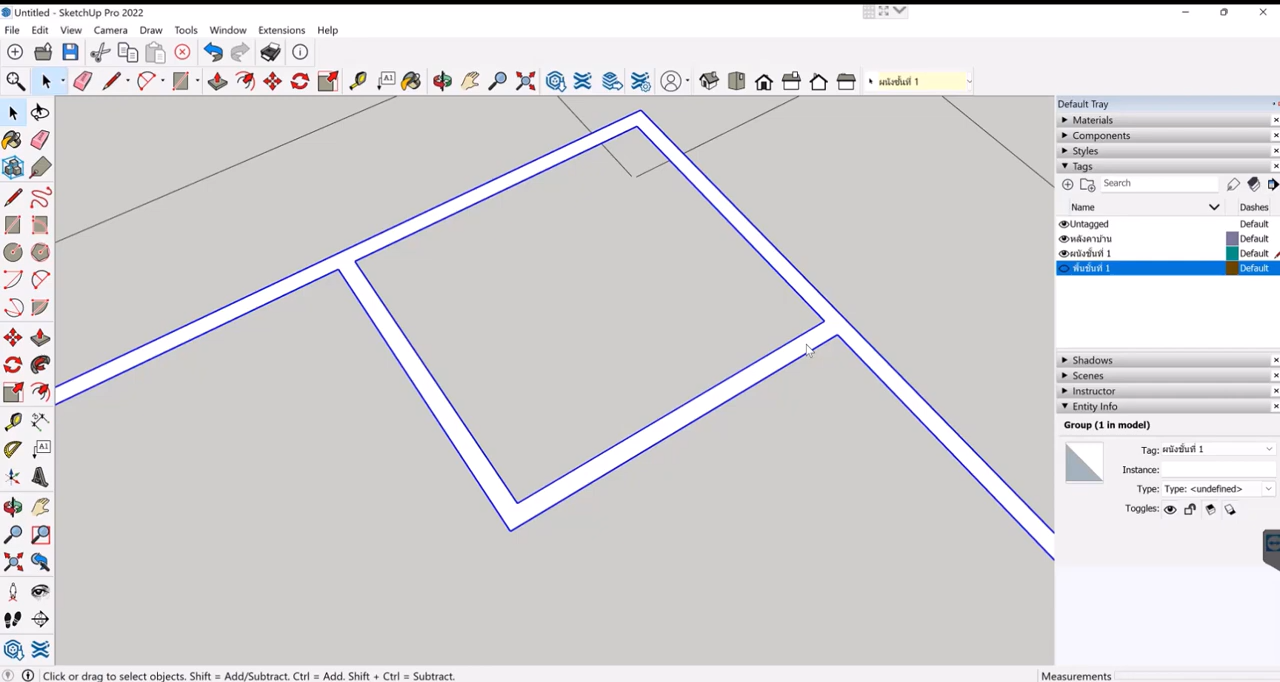 Untitled - SketchUp Pro 2022
File Edit View Camera Draw Tools Window Extensions Help
A1
ผนังชั้นที่ 1
Default Tray
Materials
Components
Styles
Tags
Search
Name Dashes
Untagged Default
หลังคาบ้าน Default
ผนังชั้นที่ 1 Default
พื้นชั้นที่ 1 Default
Shadows
Scenes
Instructor
Entity Info
Group (1 in model)
Tag: ผนังชั้นที่ 1
A1
Instance:
Type: Type: <undefined>
Toggles:
Click or drag to select objects. Shift = Add/Subtract. Ctrl = Add. Shift + Ctrl = Subtract.
Measurements